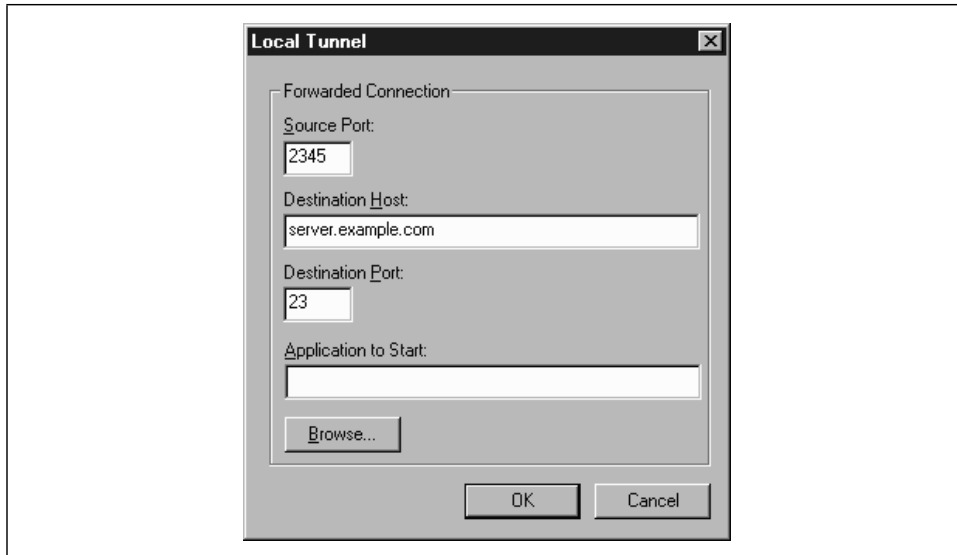 Local Tunnel
Forwarded Connection
Source Port:
2345
Destination Host:
server.example.com
Destination Port:
23
Application to Start:
Browse...
OK
Cancel